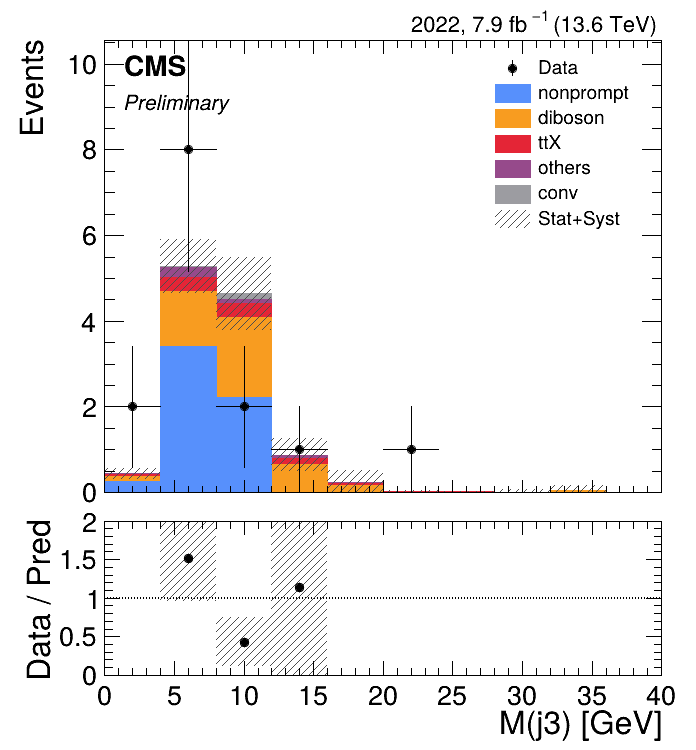 2022, 7.9 fb⁻¹ (13.6 TeV)
Events
10
8
6
4
2
0
CMS
Preliminary
Data
nonprompt
diboson
ttX
others
conv
Stat+Syst
Data / Pred
2
1.5
1
0.5
0
0 5 10 15 20 25 30 35 40
M(j3) [GeV]